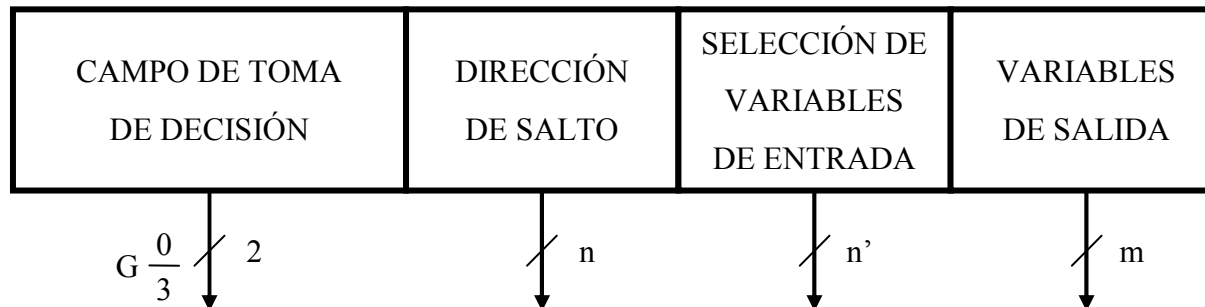 CAMPO DE TOMA
DE DECISIÓN
DIRECCIÓN
DE SALTO
SELECCIÓN DE
VARIABLES
DE ENTRADA
VARIABLES
DE SALIDA
G 0/3 2
n
n’
m